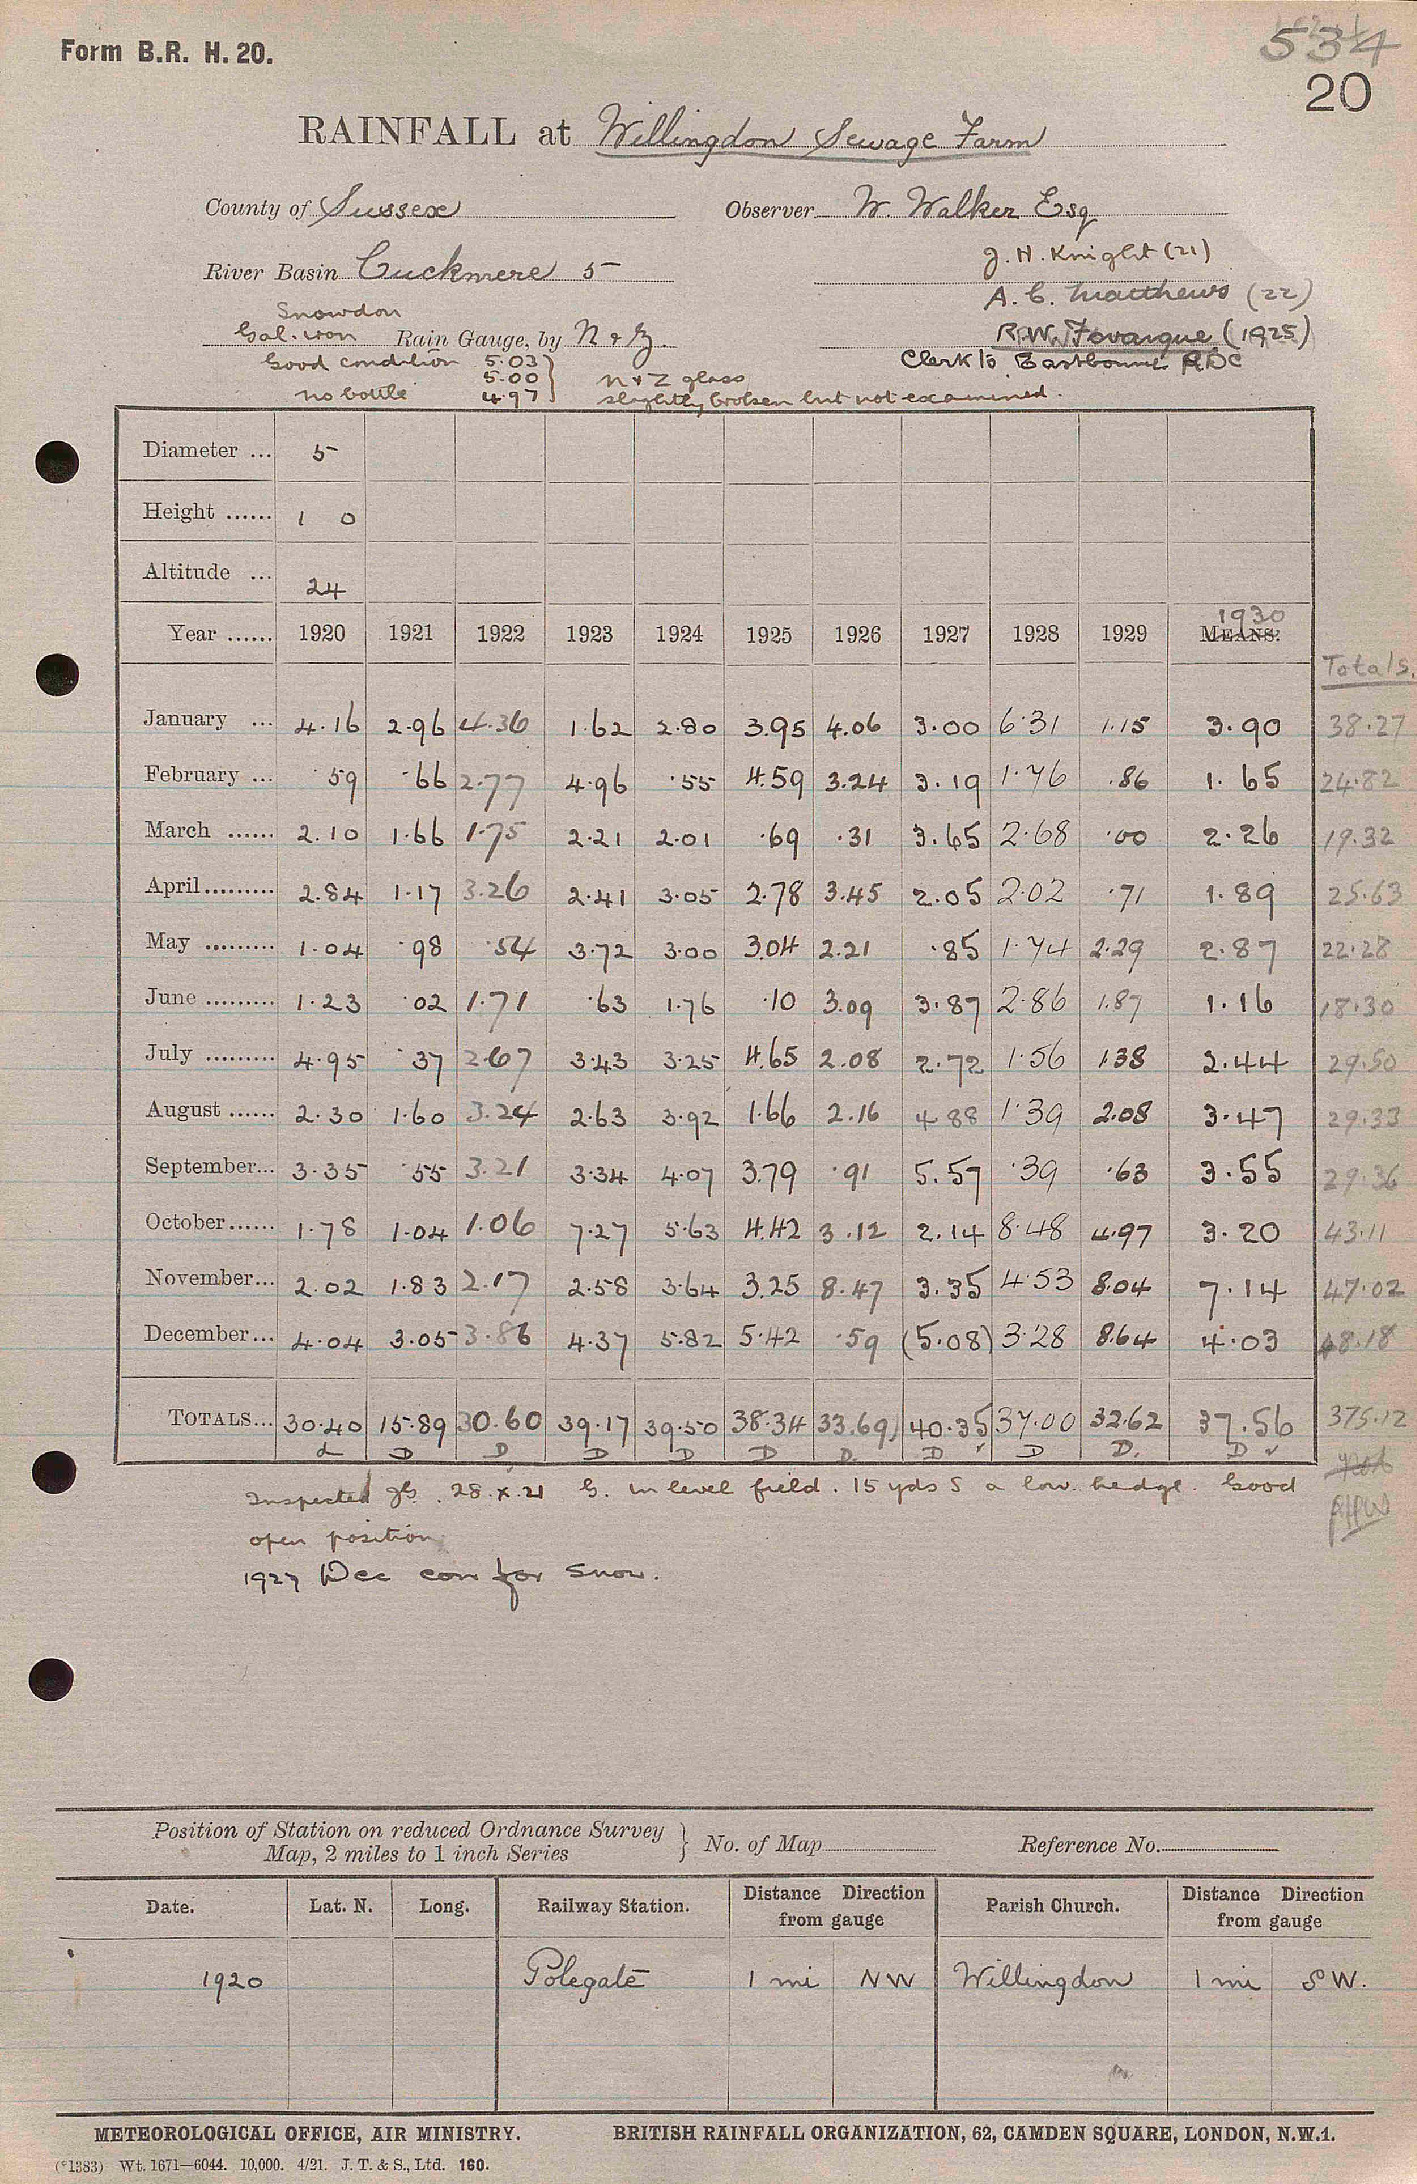 Form B.R. H. 20.
534
20
RAINFALL at Willingdon Sewage Farm
County of Sussex Observer W. Walker Esq
J. H. Knight (21)
River Basin Cuckmere 5
A. C. Matthews (22)
Snowdon
Gal. iron Rain Gauge, by N & Z. R.W. Fovargue (1925)
Good condition 5.03 Clerk to Eastbourne RDC
5.00 N & Z glass
no bottle 4.97 slightly broken but not examined.
Diameter ... 5
Height ...... 1 0
Altitude ... 24
1930
Year ...... 1920 1921 1922 1923 1924 1925 1926 1927 1928 1929 MEANS.
Totals.
January ... 4.16 2.96 4.36 1.62 2.80 3.95 4.06 3.00 6.31 1.15 3.90 38.27
February ... .59 .66 2.77 4.96 .55 4.59 3.24 3.19 1.76 .86 1.65 24.82
March ...... 2.10 1.66 1.75 2.21 2.01 .69 .31 3.65 2.68 .00 2.26 19.32
April ......... 2.84 1.17 3.26 2.41 3.05 2.78 3.45 2.05 2.02 .71 1.89 25.63
May ......... 1.04 .98 .54 3.72 3.00 3.04 2.21 .85 1.74 2.29 2.87 22.28
June ......... 1.23 .02 1.71 .63 1.76 .10 3.09 3.87 2.86 1.87 1.16 18.30
July ......... 4.95 .37 2.67 3.43 3.25 4.65 2.08 2.72 1.56 1.38 2.44 29.50
August ...... 2.30 1.60 3.24 2.63 3.92 1.66 2.16 4.88 1.39 2.08 3.47 29.33
September... 3.35 .55 3.21 3.34 4.07 3.79 .91 5.57 .39 .63 3.55 29.36
October...... 1.78 1.04 1.06 7.27 5.63 4.42 3.12 2.14 8.48 4.97 3.20 43.11
November... 2.02 1.83 2.17 2.58 3.64 3.25 8.47 3.35 4.53 8.04 7.14 47.02
December... 4.04 3.05 3.86 4.37 5.82 5.42 .59 (5.08) 3.28 8.64 4.03 48.18
TOTALS... 30.40 15.89 30.60 39.17 39.50 38.34 33.69 40.35 37.00 32.62 37.56 375.12
D D D D D D D D D D
Inspected 28.X.21 G. in level field. 15 yds S a low hedge. Good
open position
1927 Dec corr for snow.
Position of Station on reduced Ordnance Survey
Map, 2 miles to 1 inch Series } No. of Map Reference No.
Date. Lat. N. Long. Railway Station. Distance Direction from gauge Parish Church. Distance Direction from gauge
1920 Polegate 1 mi NW Willingdon 1 mi SW.
METEOROLOGICAL OFFICE, AIR MINISTRY. BRITISH RAINFALL ORGANIZATION, 62, CAMDEN SQUARE, LONDON, N.W.1.
(*1383) Wt. 1671—6044. 10,000. 4/21. J. T. & S., Ltd. 160.